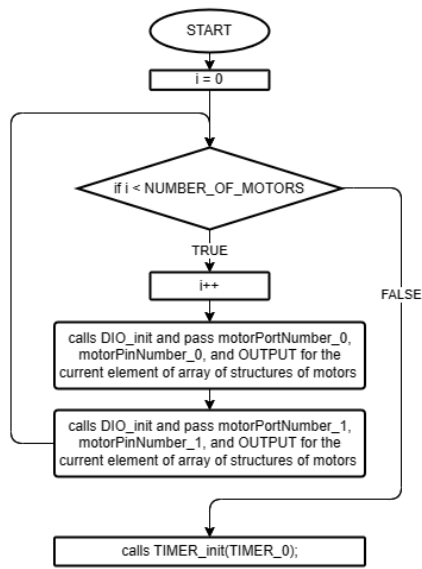 START
i = 0
if i < NUMBER_OF_MOTORS
TRUE
i++
FALSE
calls DIO_init and pass motorPortNumber_0,
motorPinNumber_0, and OUTPUT for the
current element of array of structures of motors
calls DIO_init and pass motorPortNumber_1,
motorPinNumber_1, and OUTPUT for the
current element of array of structures of motors
calls TIMER_init(TIMER_0);